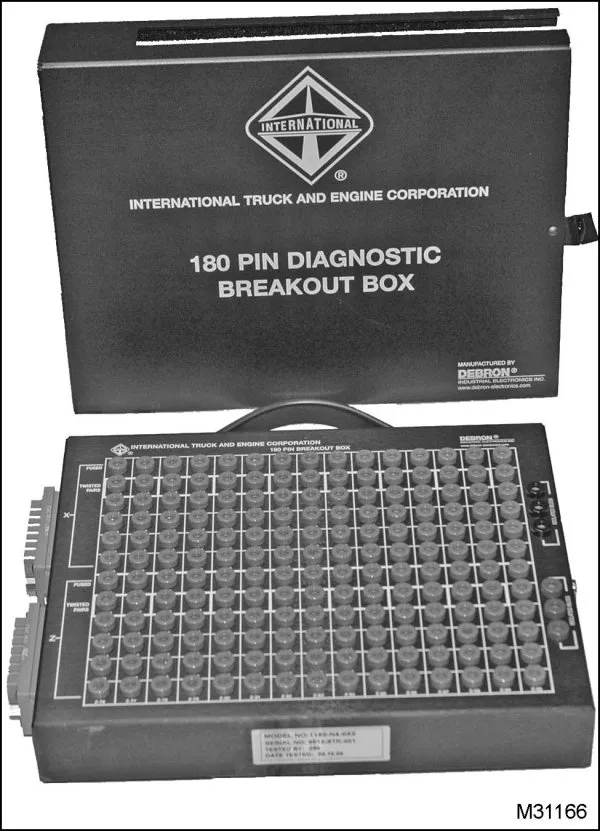 INTERNATIONAL
®
INTERNATIONAL TRUCK AND ENGINE CORPORATION
180 PIN DIAGNOSTIC
BREAKOUT BOX
MANUFACTURED BY
DEBRON®
INDUSTRIAL ELECTRONICS INC.
www.debron-electronics.com
INTERNATIONAL TRUCK AND ENGINE CORPORATION
180 PIN BREAKOUT BOX
DEBRON®
FUSED
TWISTED
PAIRS
X
FUSED
TWISTED
PAIRS
Z
MODEL NO:
SERIAL NO:
TESTED BY:
DATE TESTED:
M31166